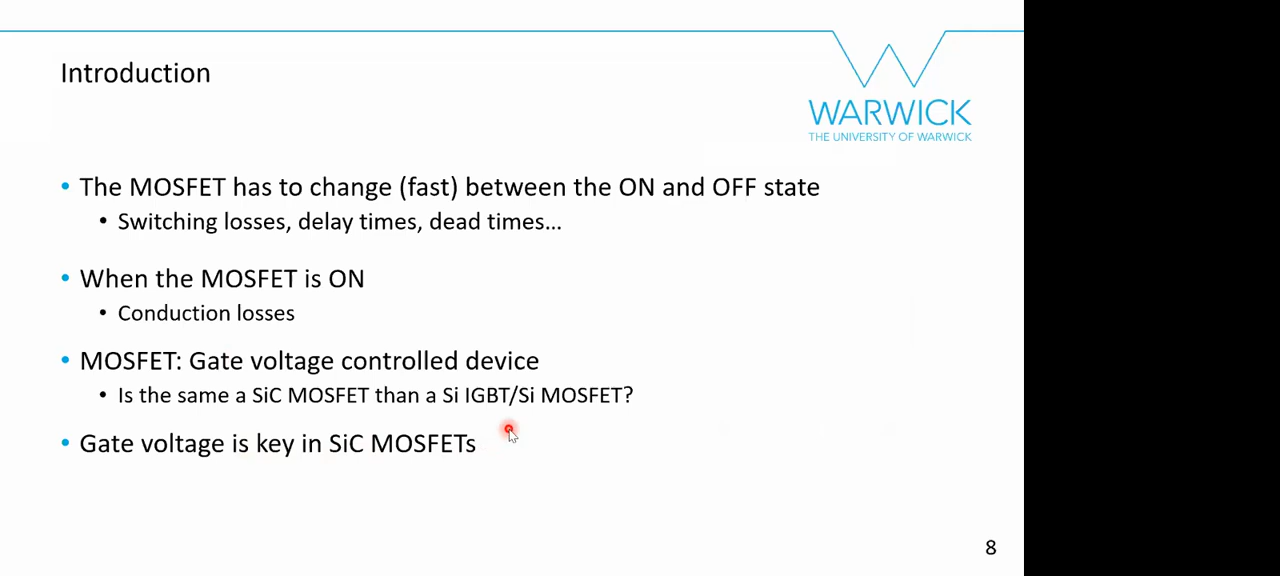 Introduction
WARWICK
THE UNIVERSITY OF WARWICK
• The MOSFET has to change (fast) between the ON and OFF state
• Switching losses, delay times, dead times...
• When the MOSFET is ON
• Conduction losses
• MOSFET: Gate voltage controlled device
• Is the same a SiC MOSFET than a Si IGBT/Si MOSFET?
• Gate voltage is key in SiC MOSFETs
8